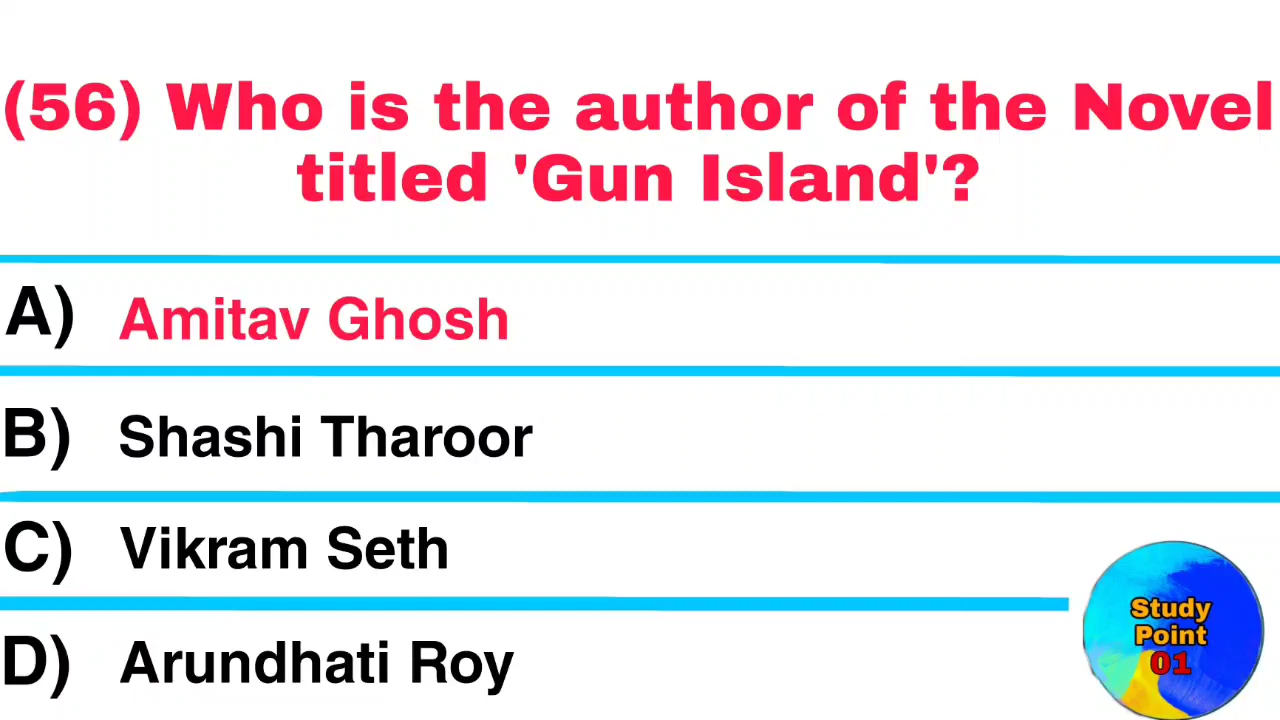 (56) Who is the author of the Novel
titled 'Gun Island'?
A) Amitav Ghosh
B) Shashi Tharoor
C) Vikram Seth
D) Arundhati Roy
Study
Point
01